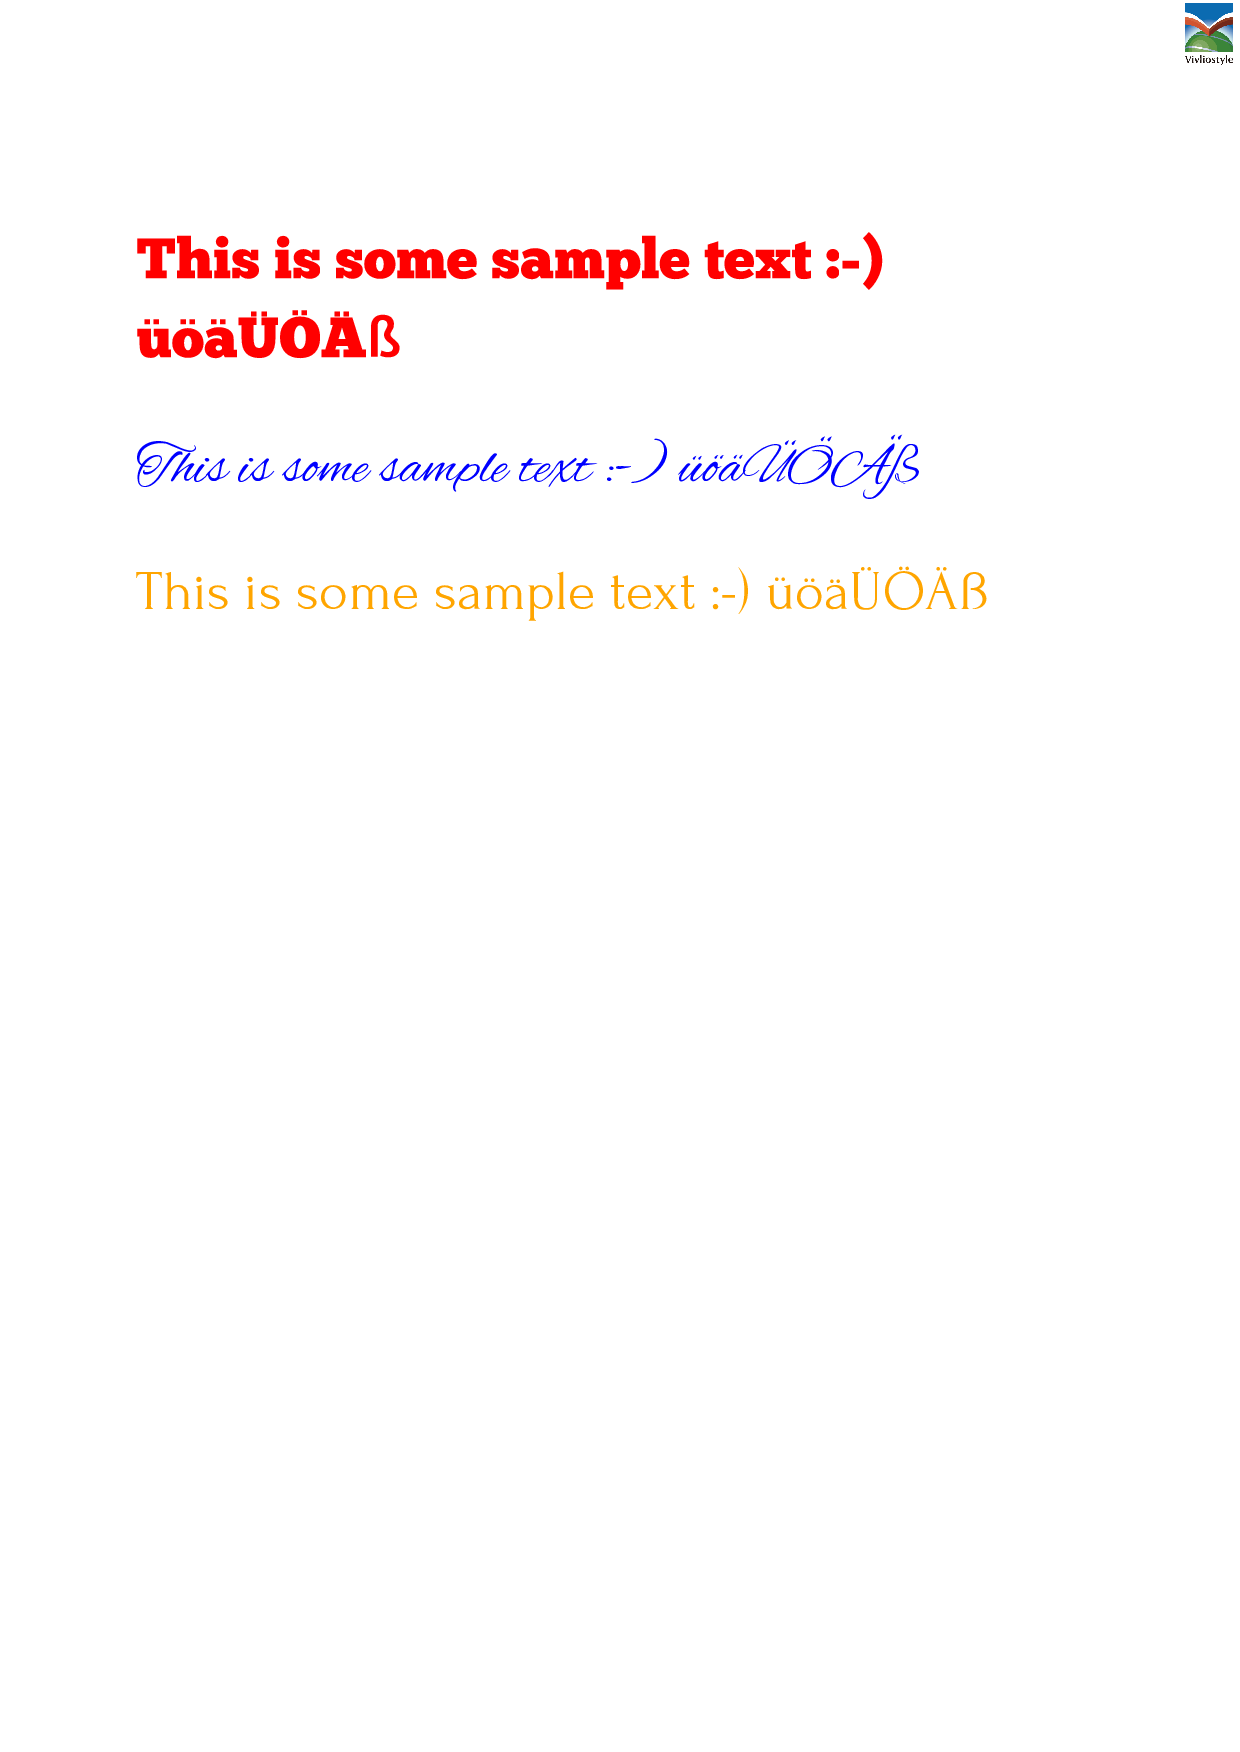 Vivliostyle
This is some sample text :-)
üöäÜÖÄß
This is some sample text :-) üöäÜÖÄß
This is some sample text :-) üöäÜÖÄß